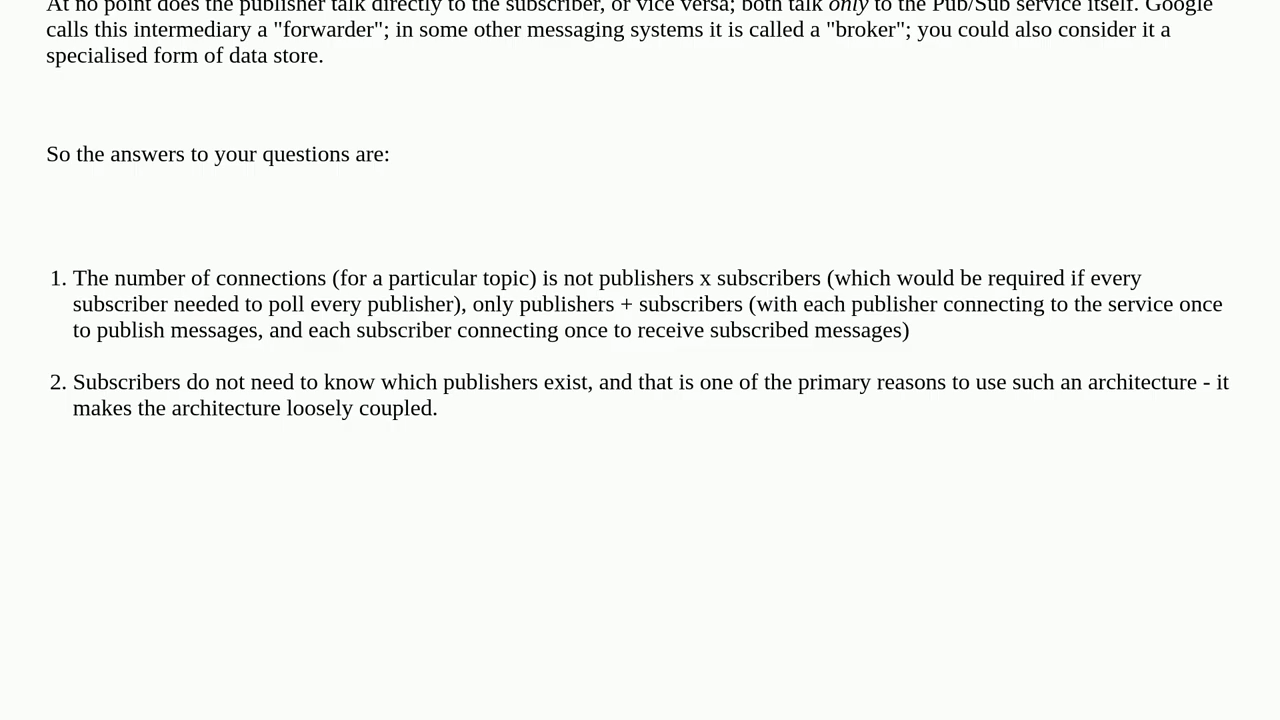 At no point does the publisher talk directly to the subscriber, or vice versa; both talk only to the Pub/Sub service itself. Google
calls this intermediary a "forwarder"; in some other messaging systems it is called a "broker"; you could also consider it a
specialised form of data store.
So the answers to your questions are:
1. The number of connections (for a particular topic) is not publishers x subscribers (which would be required if every
subscriber needed to poll every publisher), only publishers + subscribers (with each publisher connecting to the service once
to publish messages, and each subscriber connecting once to receive subscribed messages)
2. Subscribers do not need to know which publishers exist, and that is one of the primary reasons to use such an architecture - it
makes the architecture loosely coupled.